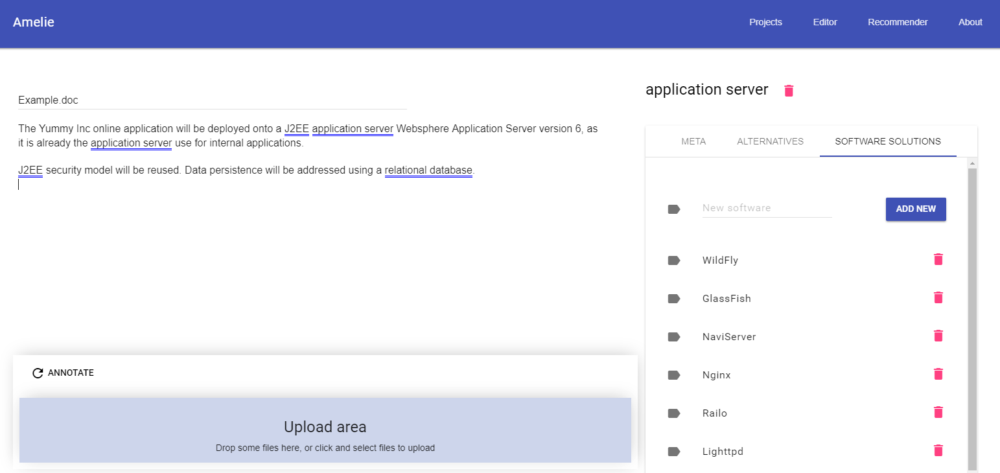 Amelie
Projects Editor Recommender About
Example.doc
The Yummy Inc online application will be deployed onto a J2EE application server Websphere Application Server version 6, as
it is already the application server use for internal applications.
J2EE security model will be reused. Data persistence will be addressed using a relational database.
ANNOTATE
Upload area
Drop some files here, or click and select files to upload
application server
META ALTERNATIVES SOFTWARE SOLUTIONS
New software ADD NEW
WildFly
GlassFish
NaviServer
Nginx
Railo
Lighttpd